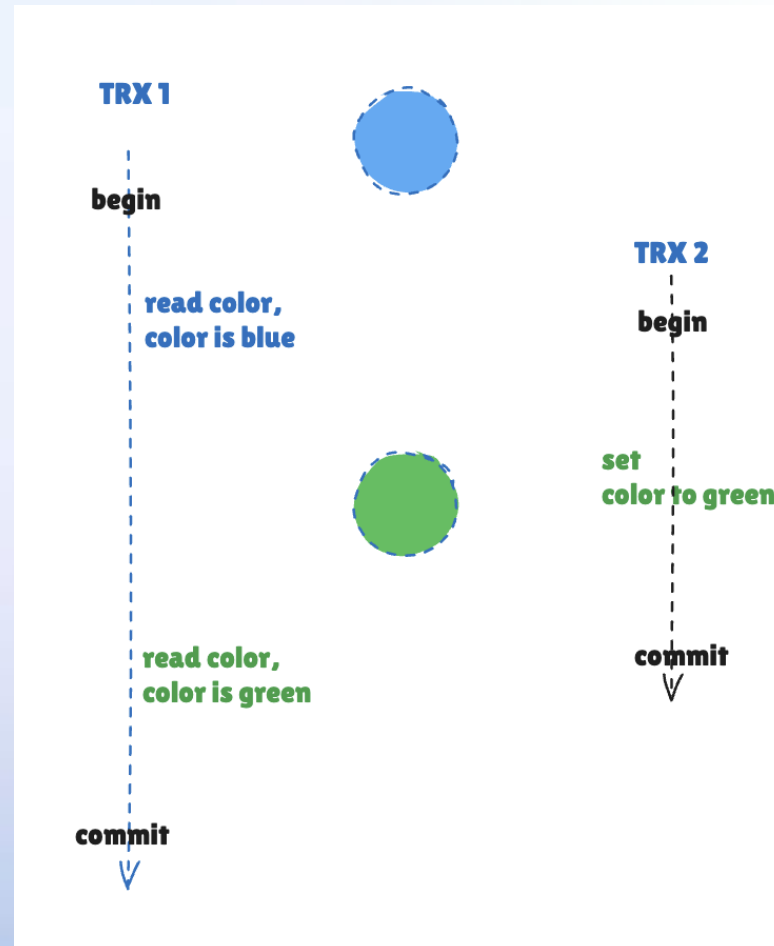 TRX 1
begin
TRX 2
read color,
color is blue
begin
set
color to green
read color,
color is green
commit
commit